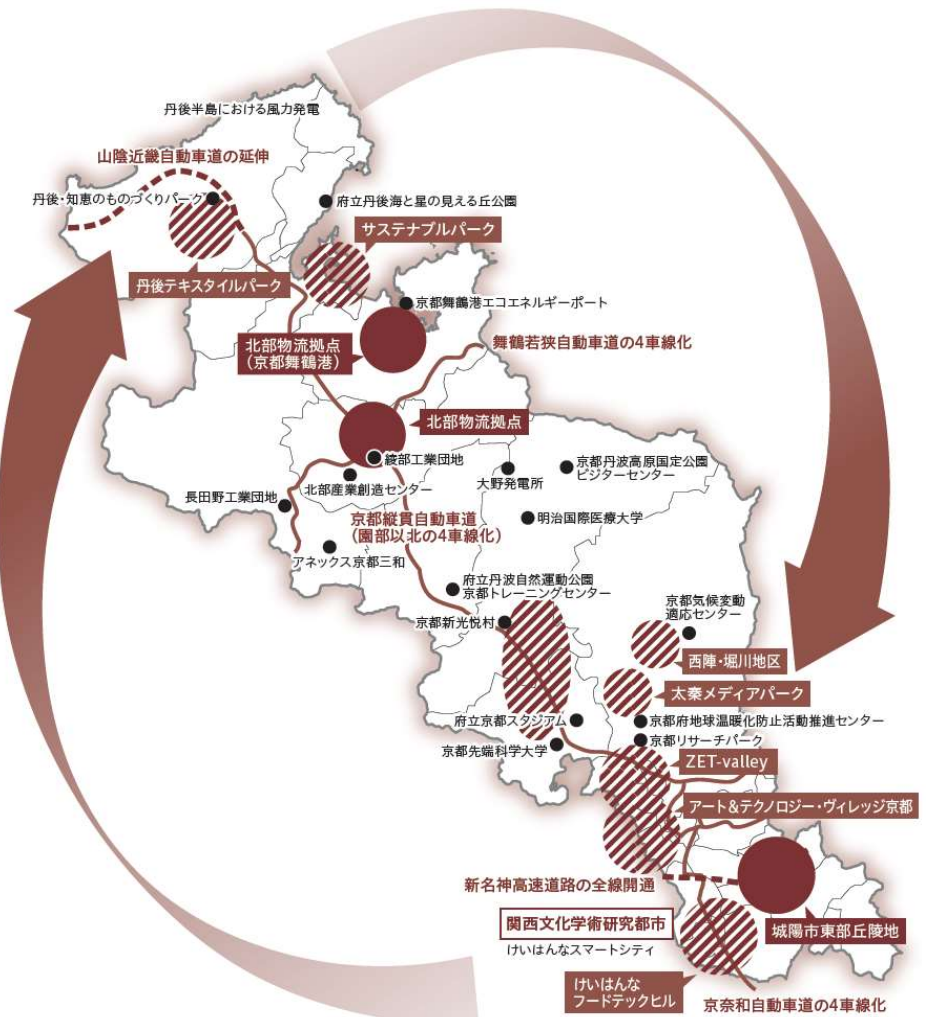 丹後半島における風力発電
山陰近畿自動車道の延伸
丹後・知恵のものづくりパーク
府立丹後海と星の見える丘公園
サステナブルパーク
丹後テキスタイルパーク
京都舞鶴港エコエネルギーポート
北部物流拠点
(京都舞鶴港)
舞鶴若狭自動車道の4車線化
北部物流拠点
綾部工業団地
京都丹波高原国定公園
ビジターセンター
大野発電所
北部産業創造センター
長田野工業団地
京都縦貫自動車道
(園部以北の4車線化)
明治国際医療大学
アネックス京都三和
府立丹波自然運動公園
京都トレーニングセンター
京都気候変動
適応センター
京都新光悦村
西陣・堀川地区
太秦メディアパーク
府立京都スタジアム
京都府地球温暖化防止活動推進センター
京都先端科学大学
京都リサーチパーク
ZET-valley
アート&テクノロジー・ヴィレッジ京都
新名神高速道路の全線開通
関西文化学術研究都市
城陽市東部丘陵地
けいはんなスマートシティ
けいはんな
フードテックヒル
京奈和自動車道の4車線化